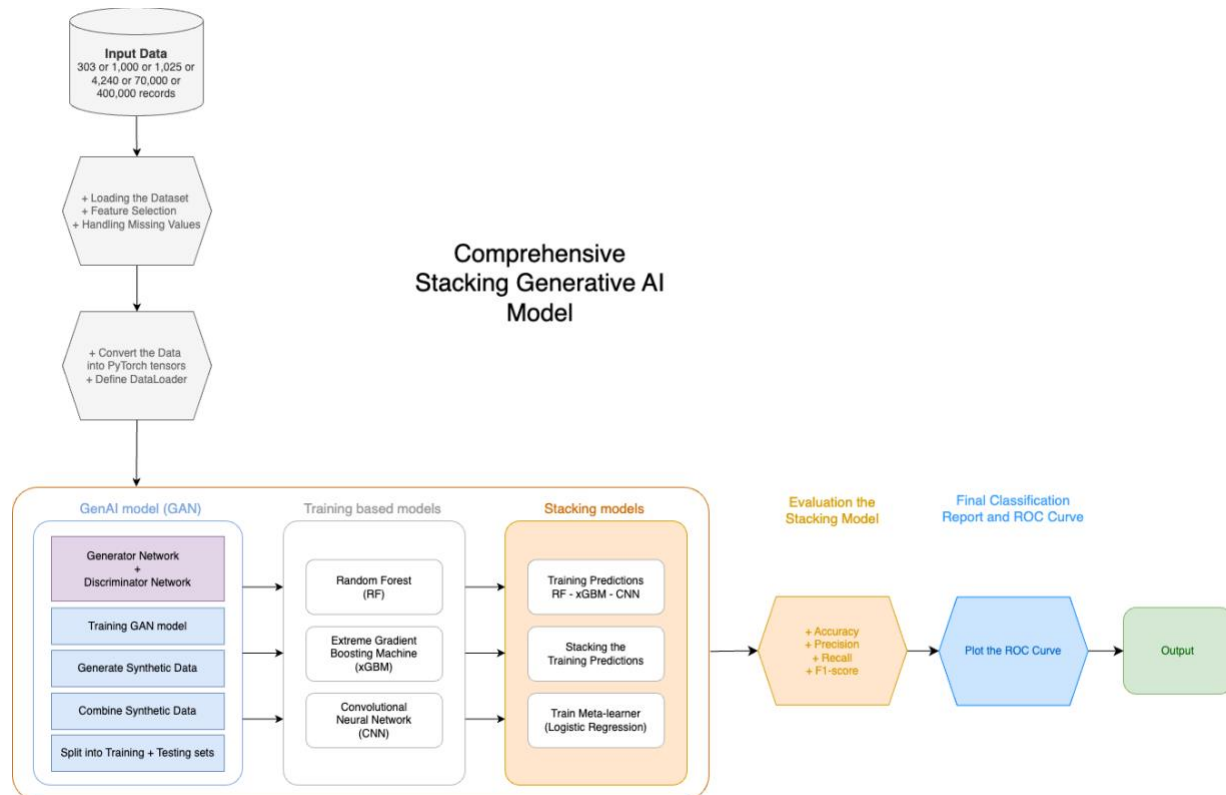 Input Data
303 or 1,000 or 1,025 or
4,240 or 70,000 or
400,000 records
+ Loading the Dataset
+ Feature Selection
+ Handling Missing Values
Comprehensive
Stacking Generative AI
Model
+ Convert the Data
into PyTorch tensors
+ Define DataLoader
GenAI model (GAN)
Generator Network
+
Discriminator Network
Training GAN model
Generate Synthetic Data
Combine Synthetic Data
Split into Training + Testing sets
Training based models
Random Forest
(RF)
Extreme Gradient
Boosting Machine
(xGBM)
Convolutional
Neural Network
(CNN)
Stacking models
Training Predictions
RF - xGBM - CNN
Stacking the
Training Predictions
Train Meta-learner
(Logistic Regression)
Evaluation the
Stacking Model
+ Accuracy
+ Precision
+ Recall
+ F1-score
Final Classification
Report and ROC Curve
Plot the ROC Curve
Output